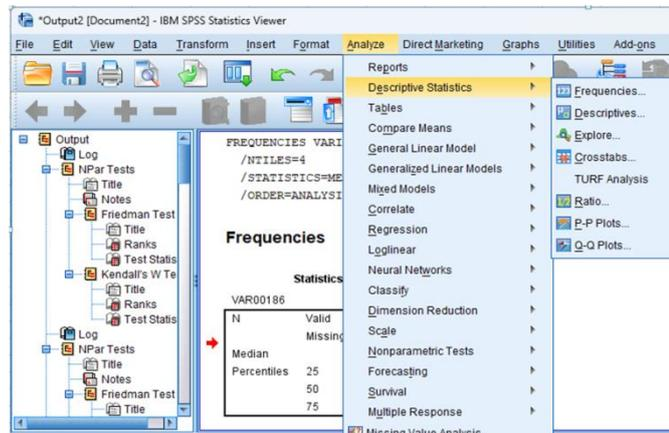 *Output2 [Document2] - IBM SPSS Statistics Viewer
File Edit View Data Transform Insert Format Analyze Direct Marketing Graphs Utilities Add-ons
Reports
Descriptive Statistics
Tables
Compare Means
General Linear Model
Generalized Linear Models
Mixed Models
Correlate
Regression
Loglinear
Neural Networks
Classify
Dimension Reduction
Scale
Nonparametric Tests
Forecasting
Survival
Multiple Response
Missing Value Analysis
Frequencies...
Descriptives...
Explore...
Crosstabs...
TURF Analysis
Ratio...
P-P Plots...
Q-Q Plots...
Output
Log
NPar Tests
Title
Notes
Friedman Test
Title
Ranks
Test Statis
Kendall's W Te
Title
Ranks
Test Statis
Log
NPar Tests
Title
Notes
Friedman Test
Title
FREQUENCIES VARI
/NTILES=4
/STATISTICS=ME
/ORDER=ANALYSI
Frequencies
Statistics
VAR00186
N Valid
Missing
Median
Percentiles 25
50
75